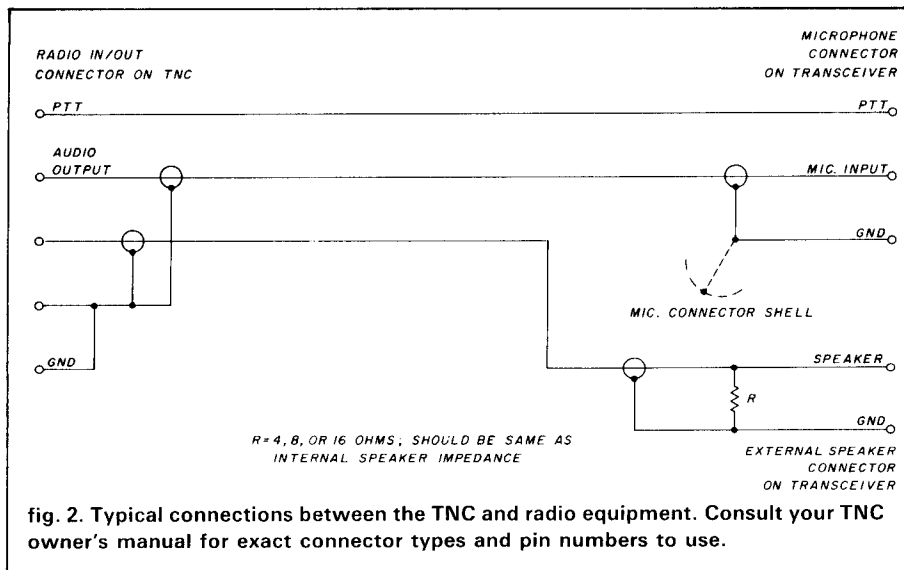 RADIO IN/OUT
CONNECTOR ON TNC
MICROPHONE
CONNECTOR
ON TRANSCEIVER
PTT
PTT
AUDIO
OUTPUT
MIC. INPUT
GND
MIC. CONNECTOR SHELL
GND
SPEAKER
R
GND
R=4, 8, OR 16 OHMS; SHOULD BE SAME AS
INTERNAL SPEAKER IMPEDANCE
EXTERNAL SPEAKER
CONNECTOR
ON TRANSCEIVER
fig. 2. Typical connections between the TNC and radio equipment. Consult your TNC
owner's manual for exact connector types and pin numbers to use.